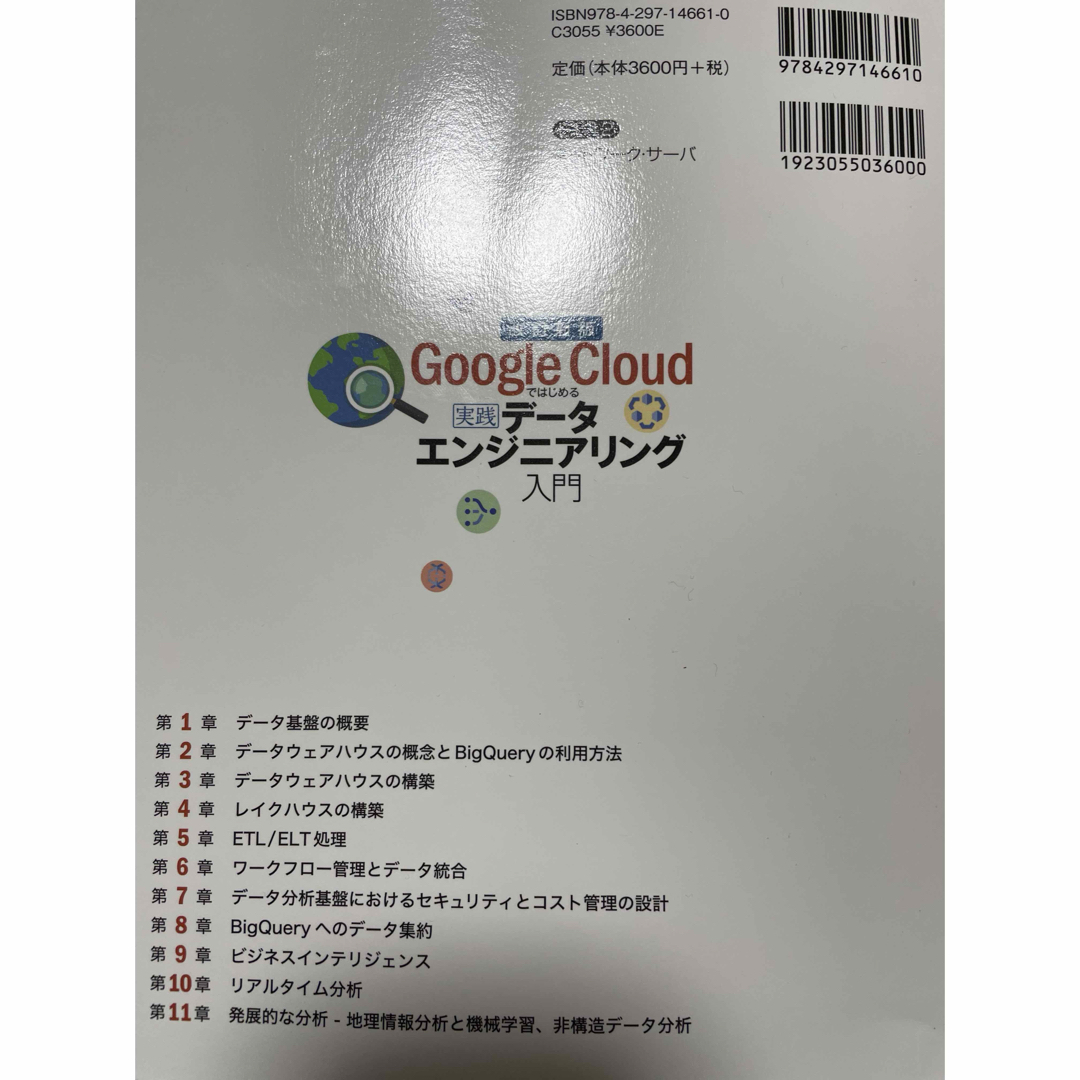 ISBN978-4-297-14661-0
C3055 ¥3600E
定価(本体3600円+税)
9784297146610
1923055036000
ク・サーバ
Google Cloud
ではじめる
実践 データ
エンジニアリング
入門
第1章 データ基盤の概要
第2章 データウェアハウスの概念とBigQueryの利用方法
第3章 データウェアハウスの構築
第4章 レイクハウスの構築
第5章 ETL/ELT処理
第6章 ワークフロー管理とデータ統合
第7章 データ分析基盤におけるセキュリティとコスト管理の設計
第8章 BigQueryへのデータ集約
第9章 ビジネスインテリジェンス
第10章 リアルタイム分析
第11章 発展的な分析 - 地理情報分析と機械学習、非構造データ分析